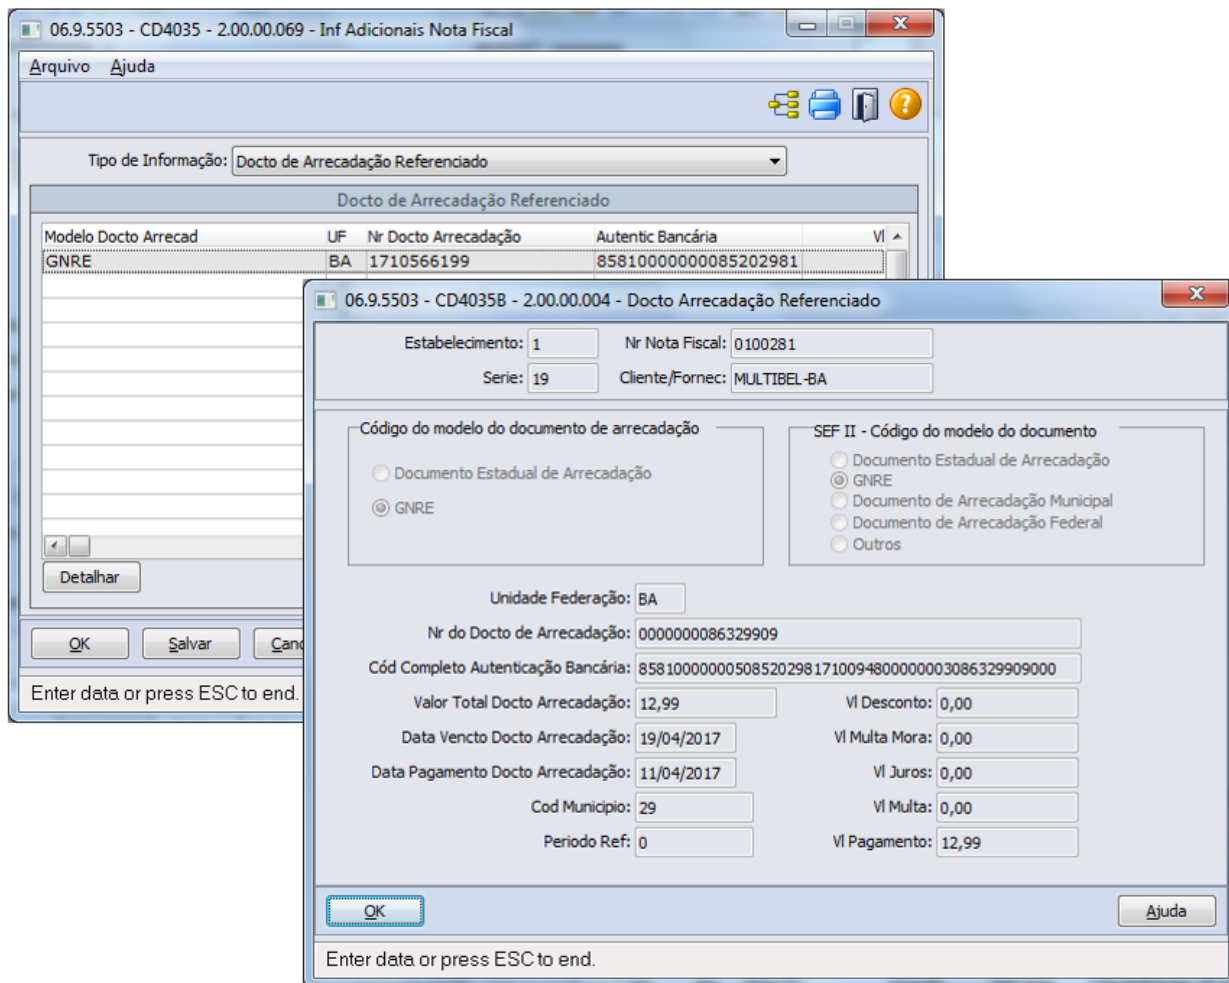 06.9.5503 - CD4035 - 2.00.00.069 - Inf Adicionais Nota Fiscal
Arquivo Ajuda
Tipo de Informação: Docto de Arrecadação Referenciado
Docto de Arrecadação Referenciado
Modelo Docto Arrecad UF Nr Docto Arrecadação Autentic Bancária Vl
GNRE BA 1710566199 85810000000085202981
Detalhar
OK Salvar Canc
Enter data or press ESC to end.
06.9.5503 - CD4035B - 2.00.00.004 - Docto Arrecadação Referenciado
Estabelecimento: 1 Nr Nota Fiscal: 0100281
Serie: 19 Cliente/Fornec: MULTIBEL-BA
Código do modelo do documento de arrecadação
Documento Estadual de Arrecadação
GNRE
SEF II - Código do modelo do documento
Documento Estadual de Arrecadação
GNRE
Documento de Arrecadação Municipal
Documento de Arrecadação Federal
Outros
Unidade Federação: BA
Nr do Docto de Arrecadação: 0000000086329909
Cód Completo Autenticação Bancária: 858100000005085202981710094800000003086329909000
Valor Total Docto Arrecadação: 12,99 Vl Desconto: 0,00
Data Vencto Docto Arrecadação: 19/04/2017 Vl Multa Mora: 0,00
Data Pagamento Docto Arrecadação: 11/04/2017 Vl Juros: 0,00
Cod Municipio: 29 Vl Multa: 0,00
Periodo Ref: 0 Vl Pagamento: 12,99
OK Ajuda
Enter data or press ESC to end.